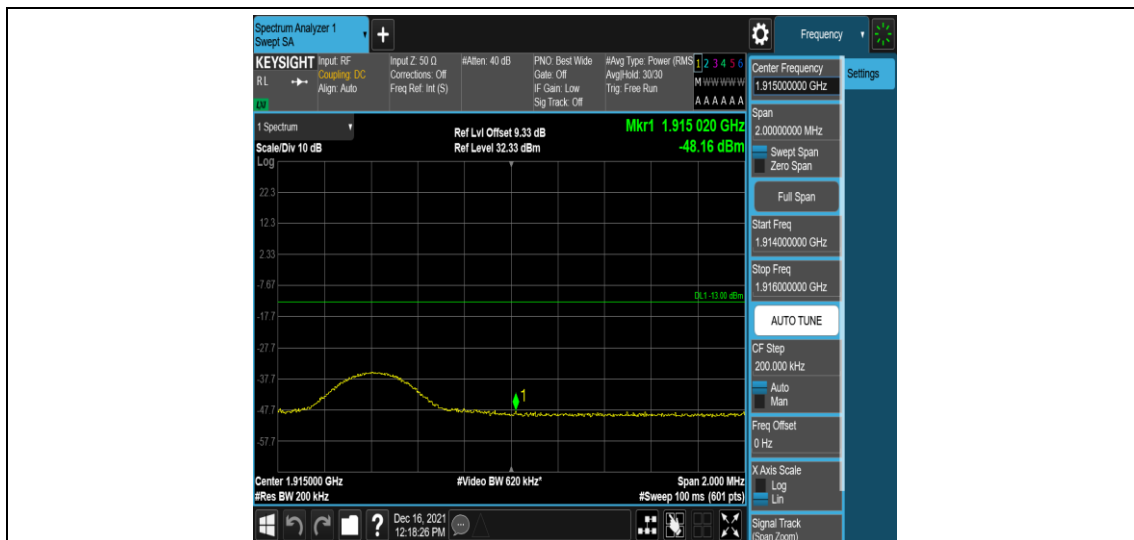 Spectrum Analyzer 1
Swept SA
+
Frequency
KEYSIGHT
RL
LXI
Input: RF
Coupling: DC
Align: Auto
Input Z: 50 Ω
Corrections: Off
Freq Ref: Int (S)
#Atten: 40 dB
PNO: Best Wide
Gate: Off
IF Gain: Low
Sig Track: Off
#Avg Type: Power (RMS
Avg|Hold: 30/30
Trig: Free Run
1 2 3 4 5 6
M W W W W W
A A A A A A
1 Spectrum
Scale/Div 10 dB
Log
Ref Lvl Offset 9.33 dB
Ref Level 32.33 dBm
Mkr1 1.915 020 GHz
-48.16 dBm
22.3
12.3
2.33
-7.67
DL1 -13.00 dBm
-17.7
-27.7
-37.7
1
-47.7
-57.7
Center 1.915000 GHz
#Video BW 620 kHz*
Span 2.000 MHz
#Res BW 200 kHz
#Sweep 100 ms (601 pts)
?
Dec 16, 2021
12:18:26 PM
Center Frequency
1.915000000 GHz
Settings
Span
2.00000000 MHz
Swept Span
Zero Span
Full Span
Start Freq
1.914000000 GHz
Stop Freq
1.916000000 GHz
AUTO TUNE
CF Step
200.000 kHz
Auto
Man
Freq Offset
0 Hz
X Axis Scale
Log
Lin
Signal Track
(Span Zoom)